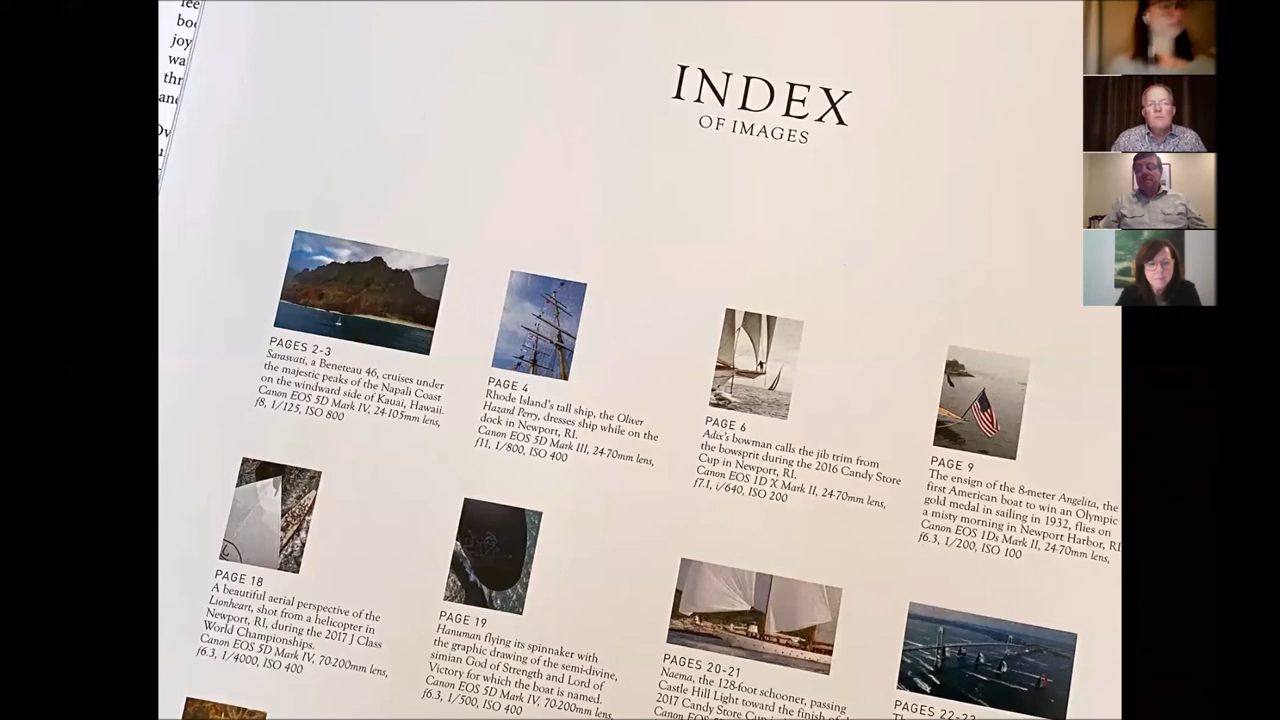 fee
boo
joy
wa
thr
and
INDEX
OF IMAGES
PAGES 2-3
Sarasvati, a Beneteau 46, cruises under
the majestic peaks of the Napali Coast
on the windward side of Kauai, Hawaii.
Canon EOS 5D Mark IV, 24-105mm lens,
f8, 1/125, ISO 800
PAGE 4
Rhode Island's tall ship, the Oliver
Hazard Perry, dresses ship while on the
dock in Newport, RI.
Canon EOS 5D Mark III, 24-70mm lens,
f11, 1/800, ISO 400
PAGE 6
Adix's bowman calls the jib trim from
the bowsprit during the 2016 Candy Store
Cup in Newport, RI.
Canon EOS 1D X Mark II, 24-70mm lens,
f7.1, i/640, ISO 200
PAGE 9
The ensign of the 8-meter Angelita, the
first American boat to win an Olympic
gold medal in sailing in 1932, flies on
a misty morning in Newport Harbor, RI
Canon EOS 1Ds Mark II, 24-70mm lens,
f6.3, 1/200, ISO 100
PAGE 18
A beautiful aerial perspective of the
Lionheart, shot from a helicopter in
Newport, RI, during the 2017 J Class
World Championships.
Canon EOS 5D Mark IV, 70-200mm lens,
f6.3, 1/4000, ISO 400
PAGE 19
Hanuman flying its spinnaker with
the graphic drawing of the semi-divine,
simian God of Strength and Lord of
Victory for which the boat is named.
Canon EOS 5D Mark IV, 70-200mm lens,
f6.3, 1/500, ISO 400
PAGES 20-21
Naema, the 128-foot schooner, passing
Castle Hill Light toward the finish of
2017 Candy Store Cup in
PAGES 22-23